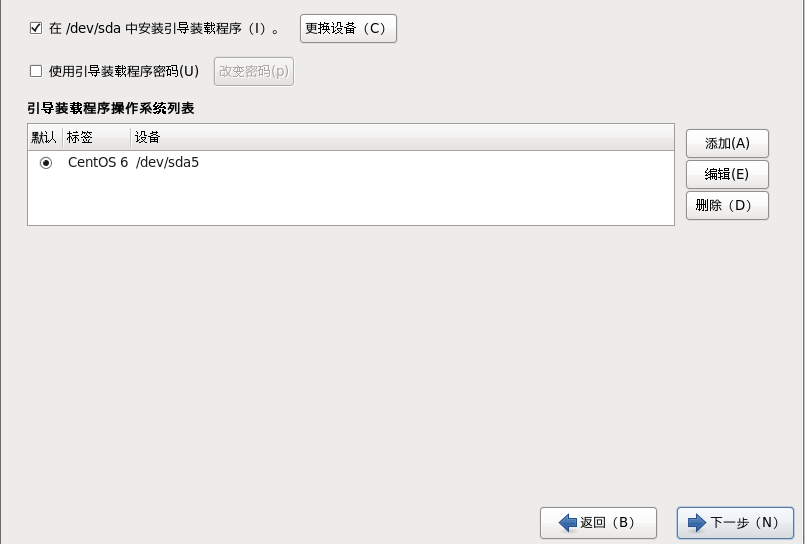 在 /dev/sda 中安装引导装载程序（I）。 更换设备（C）
使用引导装载程序密码(U) 改变密码(p)
引导装载程序操作系统列表
默认 标签 设备
CentOS 6 /dev/sda5
添加(A)
编辑(E)
删除（D）
返回（B） 下一步（N）